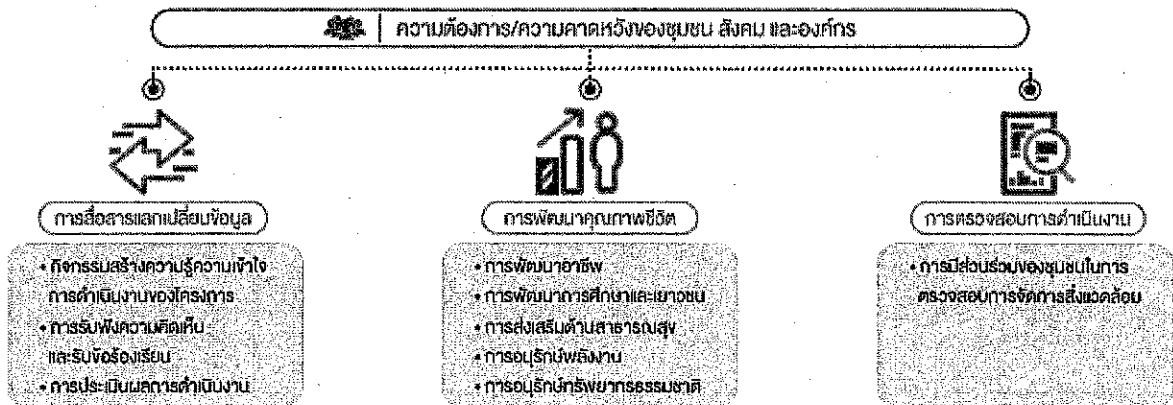 ความต้องการ/ความคาดหวังของชุมชน สังคม และองค์กร
การสื่อสารแลกเปลี่ยนข้อมูล
• กิจกรรมสร้างความรู้ความเข้าใจ
การดำเนินงานของโครงการ
• การรับฟังความคิดเห็น
และรับข้อร้องเรียน
• การประเมินผลการดำเนินงาน
การพัฒนาคุณภาพชีวิต
• การพัฒนาอาชีพ
• การพัฒนาการศึกษาและเยาวชน
• การส่งเสริมด้านสาธารณสุข
• การอนุรักษ์พลังงาน
• การอนุรักษ์ทรัพยากรธรรมชาติ
การตรวจสอบการดำเนินงาน
• การมีส่วนร่วมของชุมชนในการ
ตรวจสอบการจัดการสิ่งแวดล้อม